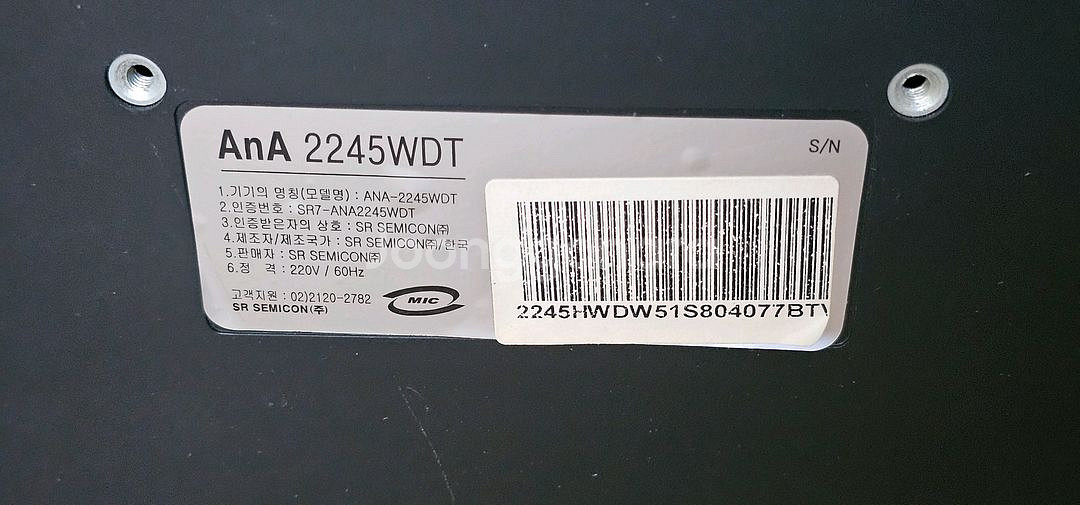 AnA 2245WDT
S/N
1.기기의 명칭(모델명) : ANA-2245WDT
2.인증번호 : SR7-ANA2245WDT
3.인증받은자의 상호 : SR SEMICON㈜
4.제조자/제조국가 : SR SEMICON㈜/한국
5.판매자 : SR SEMICON㈜
6.정 격 : 220V / 60Hz
고객지원 : 02)2120-2782
SR SEMICON(주)
MIC
2245HWDW51S804077BT